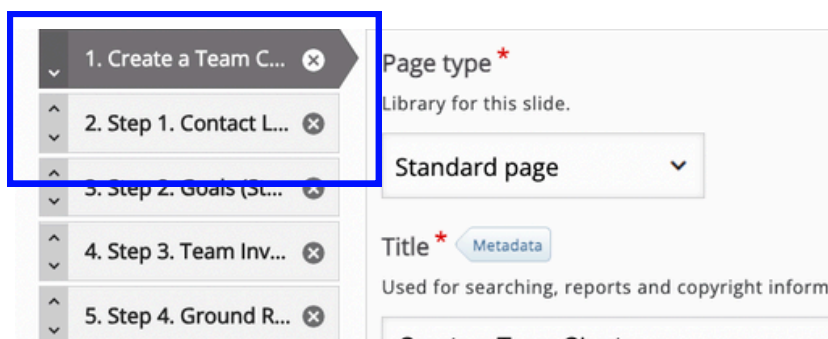 1. Create a Team C...
2. Step 1. Contact L...
3. Step 2. Goals (St...
4. Step 3. Team Inv...
5. Step 4. Ground R...
Page type *
Library for this slide.
Standard page
Title * Metadata
Used for searching, reports and copyright inform